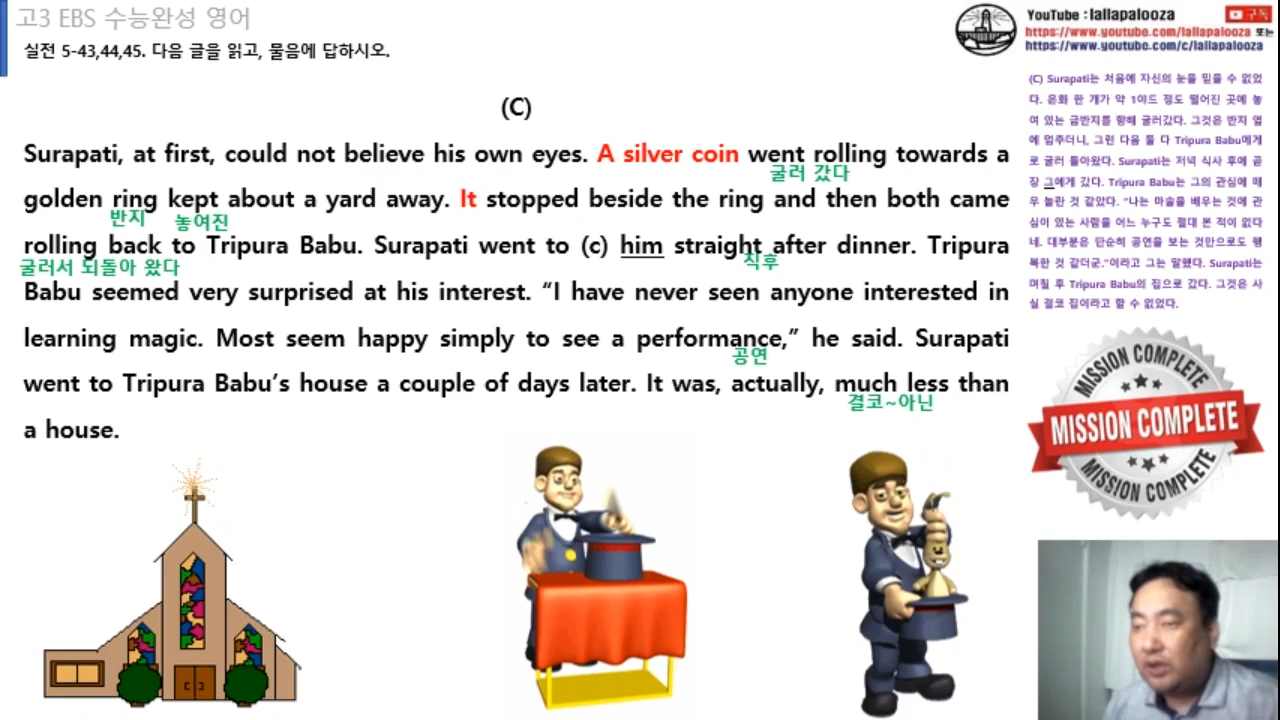 고3 EBS 수능완성 영어
실전 5-43,44,45. 다음 글을 읽고, 물음에 답하시오.
YouTube : lallapalooza
구독
https://www.youtube.com/lallapalooza 또는
https://www.youtube.com/c/lallapalooza
(C)
Surapati, at first, could not believe his own eyes. A silver coin went rolling towards a
굴러 갔다
golden ring kept about a yard away. It stopped beside the ring and then both came
반지 놓여진
rolling back to Tripura Babu. Surapati went to (c) him straight after dinner. Tripura
굴러서 되돌아 왔다 직후
Babu seemed very surprised at his interest. “I have never seen anyone interested in
learning magic. Most seem happy simply to see a performance,” he said. Surapati
공연
went to Tripura Babu’s house a couple of days later. It was, actually, much less than
결코~아닌
a house.
(C) Surapati는 처음에 자신의 눈을 믿을 수 없었
다. 은화 한 개가 약 1야드 정도 떨어진 곳에 놓
여 있는 금반지를 향해 굴러갔다. 그것은 반지 옆
에 멈추더니, 그런 다음 둘 다 Tripura Babu에게
로 굴러 돌아왔다. Surapati는 저녁 식사 후에 곧
장 그에게 갔다. Tripura Babu는 그의 관심에 매
우 놀란 것 같았다. “나는 마술을 배우는 것에 관
심이 있는 사람을 어느 누구도 절대 본 적이 없다
네. 대부분은 단순히 공연을 보는 것만으로도 행
복한 것 같더군.”이라고 그는 말했다. Surapati는
며칠 후 Tripura Babu의 집으로 갔다. 그것은 사
실 결코 집이라고 할 수 없었다.
MISSION COMPLETE
MISSION COMPLETE
MISSION COMPLETE